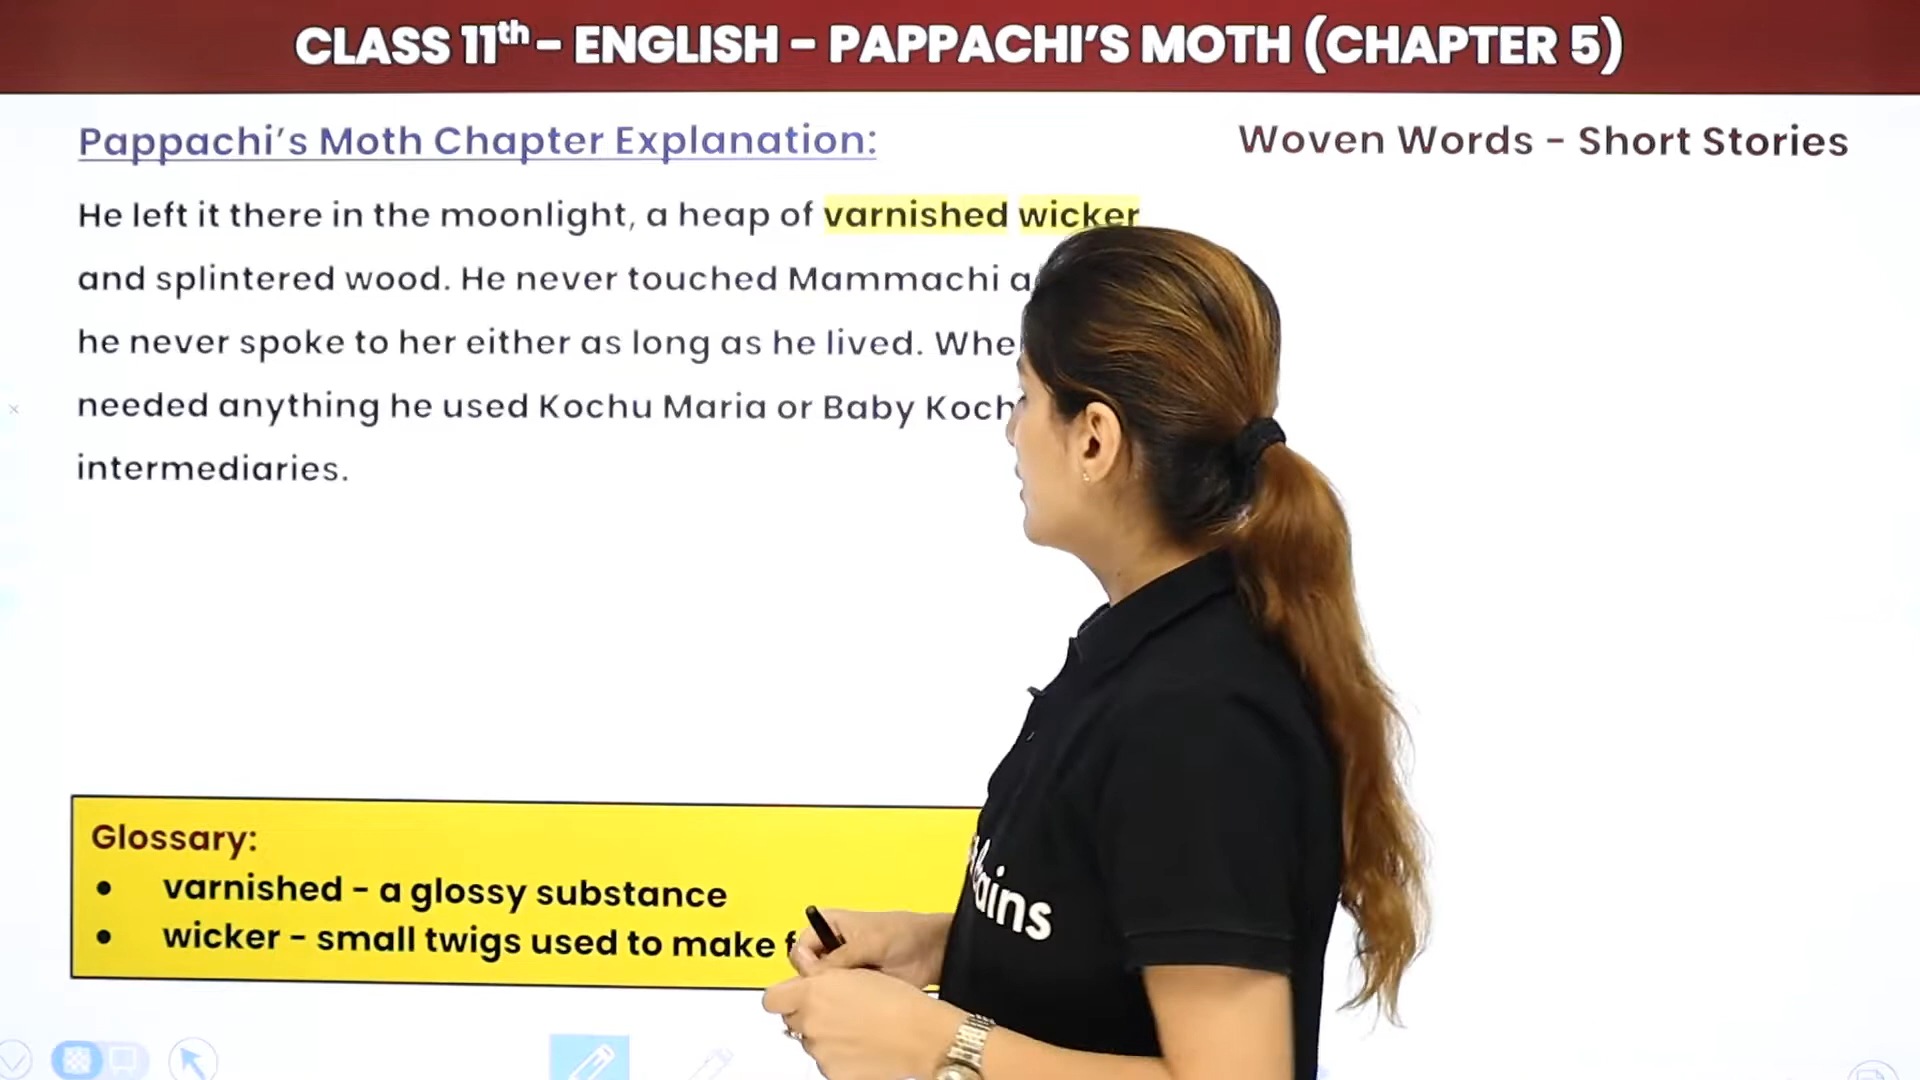 CLASS 11th - ENGLISH - PAPPACHI'S MOTH (CHAPTER 5)
Pappachi's Moth Chapter Explanation:
Woven Words - Short Stories
He left it there in the moonlight, a heap of varnished wicker
and splintered wood. He never touched Mammachi
he never spoke to her either as long as he lived.
needed anything he used Kochu Maria or Baby
intermediaries.
Glossary:
• varnished - a glossy substance
• wicker - small twigs used to make